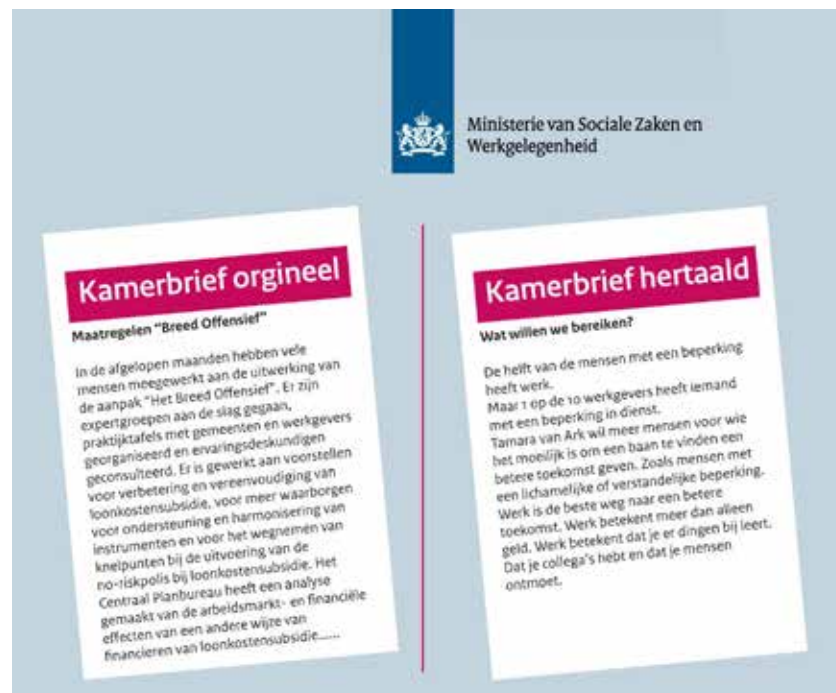 Ministerie van Sociale Zaken en
Werkgelegenheid
Kamerbrief orgineel
Maatregelen "Breed Offensief"
In de afgelopen maanden hebben vele
mensen meegewerkt aan de uitwerking van
de aanpak "Het Breed Offensief". Er zijn
expertgroepen aan de slag gegaan,
praktijktafels met gemeenten en werkgevers
georganiseerd en ervaringsdeskundigen
geconsulteerd. Er is gewerkt aan voorstellen
voor verbetering en vereenvoudiging van
loonkostensubsidie, voor meer waarborgen
voor ondersteuning en harmonisering van
instrumenten en voor het wegnemen van
knelpunten bij de uitvoering van de
no-riskpolis bij loonkostensubsidie. Het
Centraal Planbureau heeft een analyse
gemaakt van de arbeidsmarkt- en financiële
effecten van een andere wijze van
financieren van loonkostensubsidie......
Kamerbrief hertaald
Wat willen we bereiken?
De helft van de mensen met een beperking
heeft werk.
Maar 1 op de 10 werkgevers heeft iemand
met een beperking in dienst.
Tamara van Ark wil meer mensen voor wie
het moeilijk is om een baan te vinden een
betere toekomst geven. Zoals mensen met
een lichamelijke of verstandelijke beperking.
Werk is de beste weg naar een betere
toekomst. Werk betekent meer dan alleen
geld. Werk betekent dat je er dingen bij leert.
Dat je collega's hebt en dat je mensen
ontmoet.